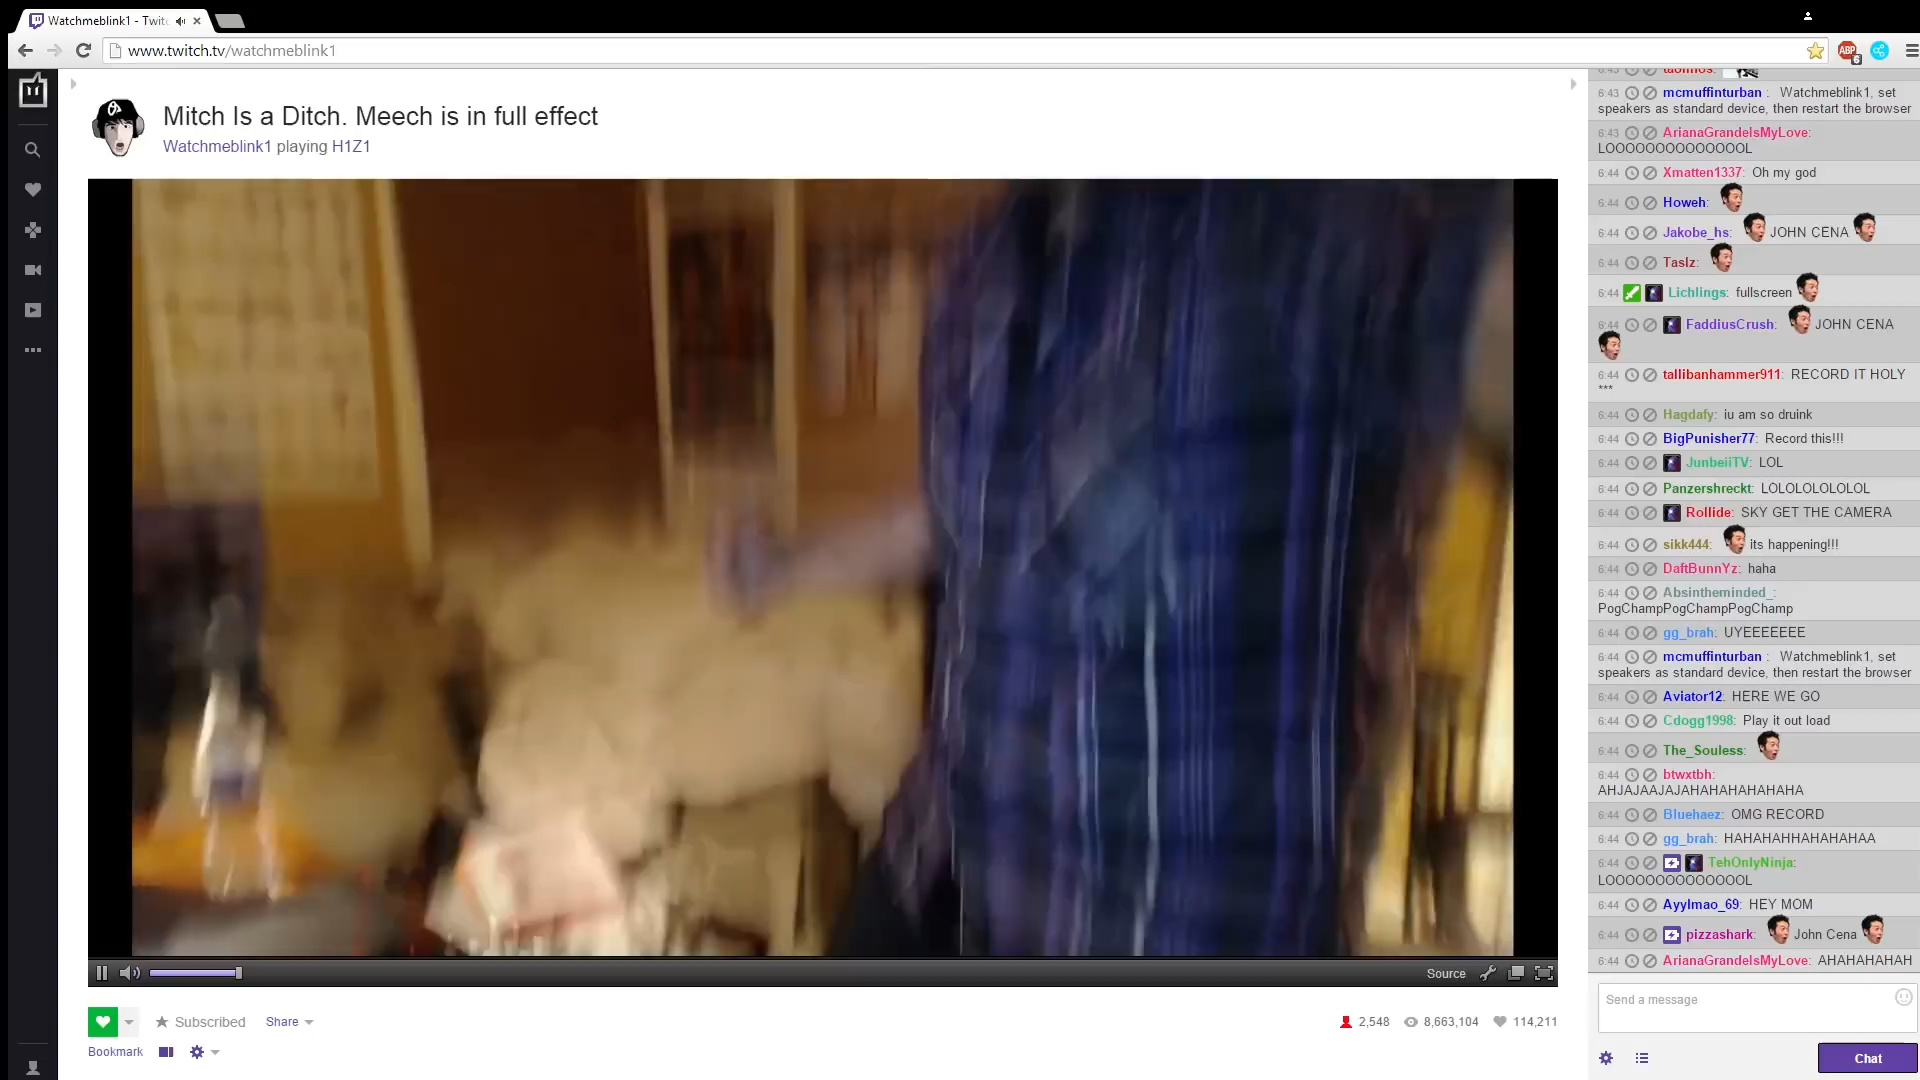 Watchmeblink1 - Twitc
www.twitch.tv/watchmeblink1
ABP
6
Mitch Is a Ditch. Meech is in full effect
Watchmeblink1 playing H1Z1
Source
Subscribed
Share
2,548
8,663,104
114,211
Bookmark
6:43 taonnos:
6:43 mcmuffinturban : Watchmeblink1, set
speakers as standard device, then restart the browser
6:43 ArianaGrandeIsMyLove:
LOOOOOOOOOOOOOOL
6:44 Xmatten1337: Oh my god
6:44 Howeh:
6:44 Jakobe_hs: JOHN CENA
6:44 Taslz:
6:44 Lichlings: fullscreen
6:44 FaddiusCrush: JOHN CENA
6:44 tallibanhammer911: RECORD IT HOLY
***
6:44 Hagdafy: iu am so druink
6:44 BigPunisher77: Record this!!!
6:44 JunbeiiTV: LOL
6:44 Panzershreckt: LOLOLOLOLOLOL
6:44 Rollide: SKY GET THE CAMERA
6:44 sikk444: its happening!!!
6:44 DaftBunnYz: haha
6:44 Absintheminded_:
PogChampPogChampPogChamp
6:44 gg_brah: UYEEEEEEE
6:44 mcmuffinturban : Watchmeblink1, set
speakers as standard device, then restart the browser
6:44 Aviator12: HERE WE GO
6:44 Cdogg1998: Play it out load
6:44 The_Souless:
6:44 btwxtbh:
AHJAJAAJAJAHAHAHAHAHAHA
6:44 Bluehaez: OMG RECORD
6:44 gg_brah: HAHAHAHHAHAHAHAA
6:44 TehOnlyNinja:
LOOOOOOOOOOOOOOL
6:44 Ayylmao_69: HEY MOM
6:44 pizzashark: John Cena
6:44 ArianaGrandeIsMyLove: AHAHAHAHAH
Send a message
Chat